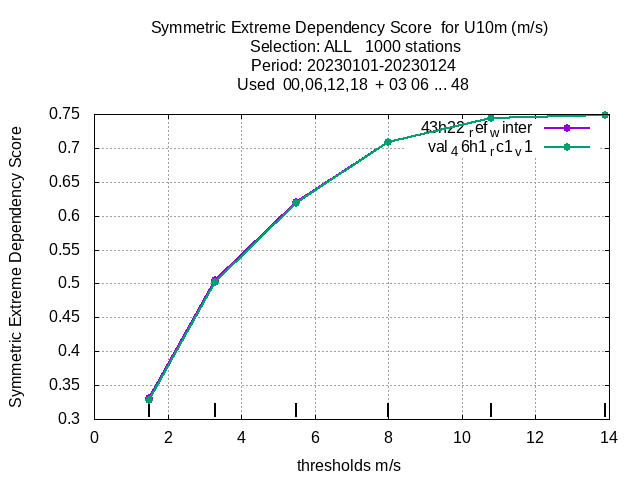 Symmetric Extreme Dependency Score for U10m (m/s)
Selection: ALL 1000 stations
Period: 20230101-20230124
Used 00,06,12,18 + 03 06 ... 48
Symmetric Extreme Dependency Score
0.75
0.7
0.65
0.6
0.55
0.5
0.45
0.4
0.35
0.3
43h22refwinter
val46h1rc1v1
0 2 4 6 8 10 12 14
thresholds m/s